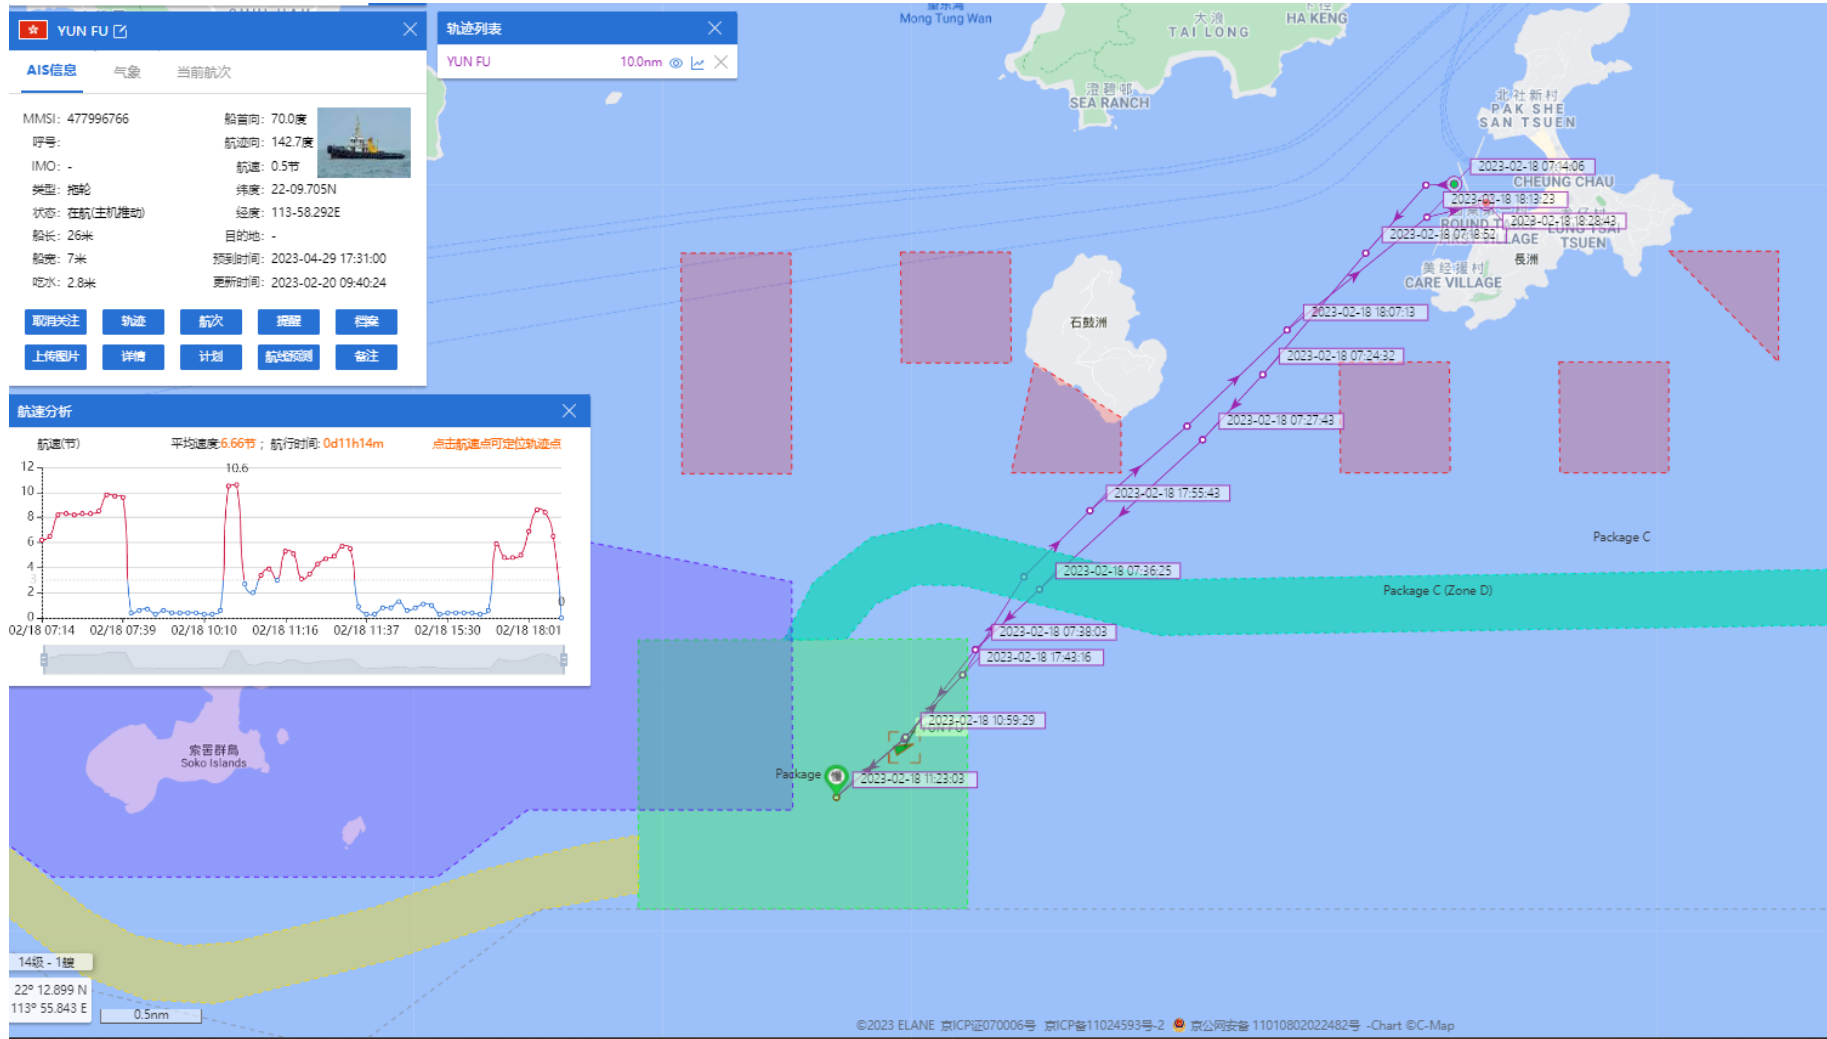 YUN FU
AIS信息
气象
当前航次
MMSI: 477996766
船首向: 70.0度
呼号:
航迹向: 142.7度
IMO: -
航速: 0.5节
类型: 拖轮
纬度: 22-09.705N
状态: 在航(主机推动)
经度: 113-58.292E
船长: 26米
目的地: -
船宽: 7米
预到时间: 2023-04-29 17:31:00
吃水: 2.8米
更新时间: 2023-02-20 09:40:24
取消关注
轨迹
航次
提醒
档案
上传图片
详情
计划
航线预测
备注
轨迹列表
YUN FU
10.0nm
航速分析
航速(节)
平均速度:6.66节 ; 航行时间: 0d11h14m
点击航速点可定位轨迹点
12
10
8
6
4
3
2
0
10.6
0
02/18 07:14
02/18 07:39
02/18 10:10
02/18 11:16
02/18 11:37
02/18 15:30
02/18 18:01
Mong Tung Wan
大浪
TAI LONG
HA KENG
澄碧邨
SEA RANCH
北社新村
PAK SHE
SAN TSUEN
2023-02-18 07:14:06
CHEUNG CHAU
2023-02-18 18:13:23
2023-02-18 18:28:43
2023-02-18 07:18:52
TSUEN
長洲
美经援村
CARE VILLAGE
石鼓洲
2023-02-18 18:07:13
2023-02-18 07:24:32
2023-02-18 07:27:43
2023-02-18 17:55:43
Package C
2023-02-18 07:36:25
Package C (Zone D)
2023-02-18 07:38:03
2023-02-18 17:43:16
2023-02-18 10:59:29
YUN FU
Package
2023-02-18 11:23:03
索罟群島
Soko Islands
14级 - 1艘
22° 12.899 N
113° 55.843 E
0.5nm
©2023 ELANE 京ICP证070006号 京ICP备11024593号-2 京公网安备 11010802022482号 -Chart ©C-Map